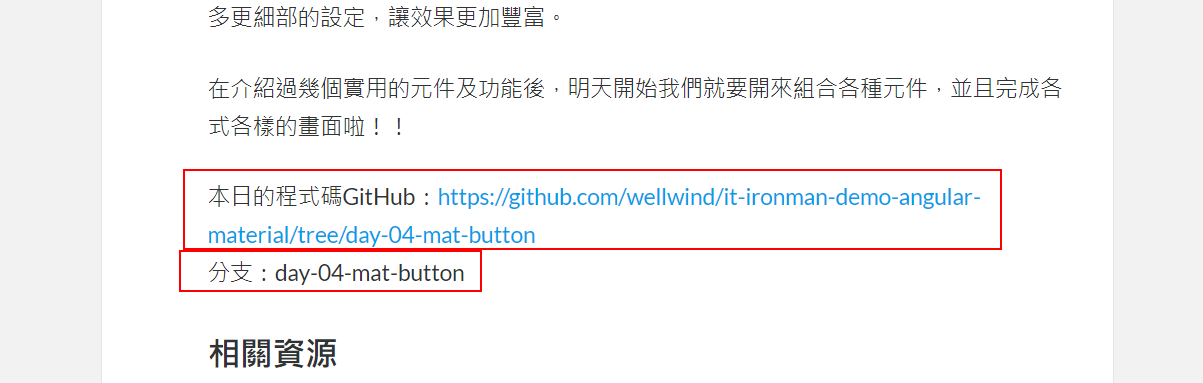 多更細部的設定，讓效果更加豐富。
在介紹過幾個實用的元件及功能後，明天開始我們就要開來組合各種元件，並且完成各
式各樣的畫面啦！！
本日的程式碼GitHub：https://github.com/wellwind/it-ironman-demo-angular-
material/tree/day-04-mat-button
分支：day-04-mat-button
相關資源